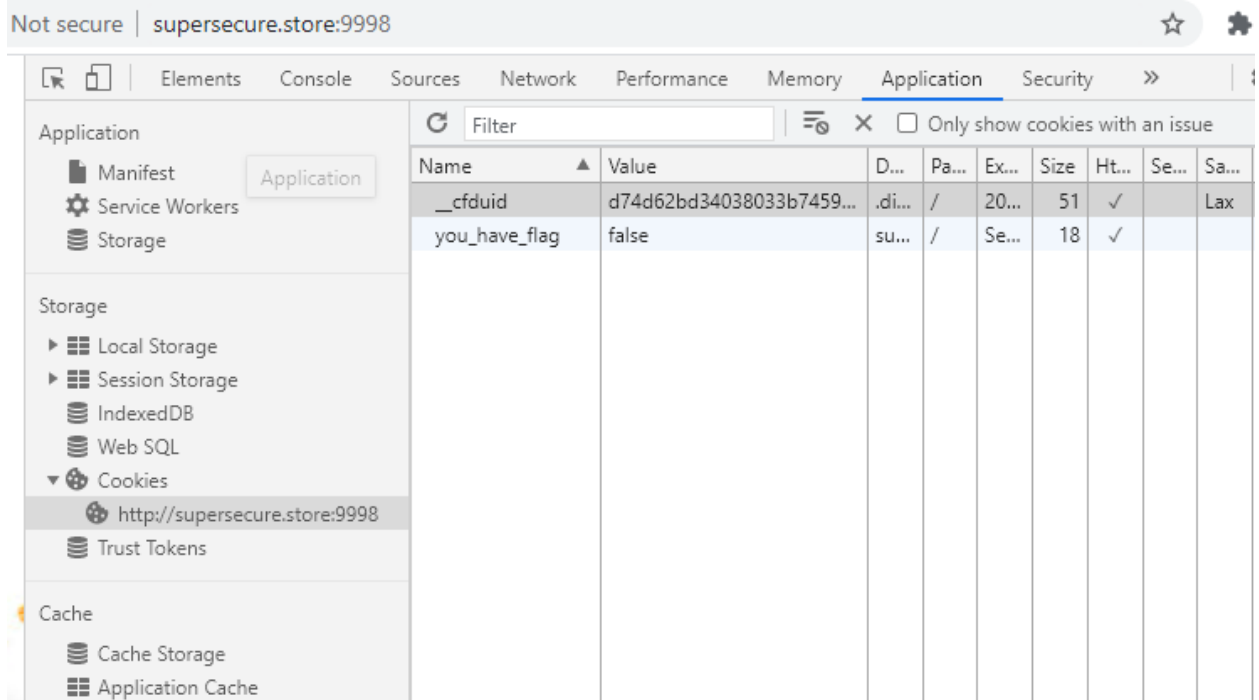 Not secure supersecure.store:9998
Elements Console Sources Network Performance Memory Application Security »
Application
Manifest
Application
Service Workers
Storage
Storage
Local Storage
Session Storage
IndexedDB
Web SQL
Cookies
http://supersecure.store:9998
Trust Tokens
Cache
Cache Storage
Application Cache
Filter Only show cookies with an issue
Name ▲ Value D... Pa... Ex... Size Ht... Se... Sa...
__cfduid d74d62bd34038033b7459... .di... / 20... 51 ✓ Lax
you_have_flag false su... / Se... 18 ✓